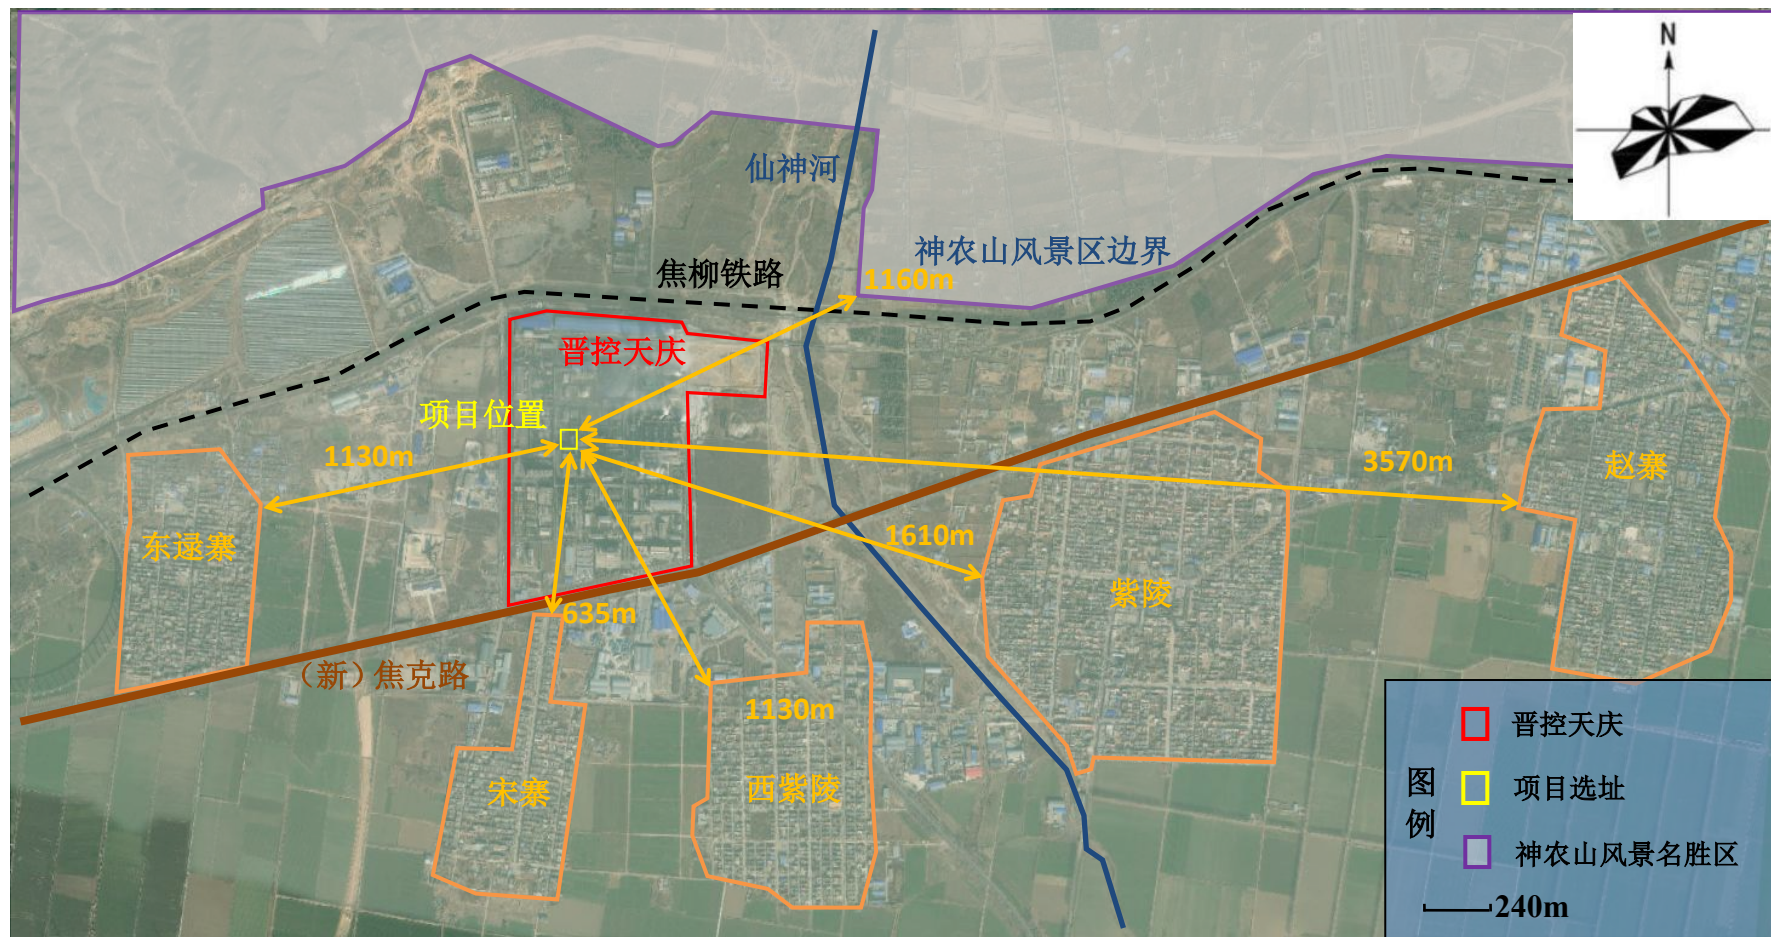 N
仙神河
神农山风景区边界
焦柳铁路
1160m
晋控天庆
项目位置
1130m
3570m
赵寨
东逯寨
1610m
紫陵
635m
（新）焦克路
1130m
宋寨
西紫陵
图例
晋控天庆
项目选址
神农山风景名胜区
240m